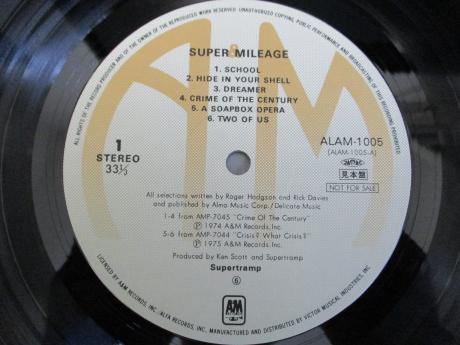 ALL RIGHTS OF THE PRODUCER AND OF THE OWNER OF THE RECORDED WORK RESERVED. UNAUTHORIZED COPYING, PUBLIC PERFORMANCE AND BROADCASTING OF THIS RECORD PROHIBITED.
SUPER MILEAGE
1. SCHOOL
2. HIDE IN YOUR SHELL
3. DREAMER
4. CRIME OF THE CENTURY
5. A SOAPBOX OPERA
6. TWO OF US
1
STEREO
33⅓
ALAM-1005
(ALAM-1005-A)
見本盤
NOT FOR SALE
All selections written by Roger Hodgson and Rick Davies
and published by Almo Music Corp./Delicate Music
1-4 from AMP-7045 "Crime Of The Century"
Ⓟ 1974 A&M Records, Inc.
5-6 from AMP-7044 "Crisis? What Crisis?"
Ⓟ 1975 A&M Records, Inc.
Produced by Ken Scott and Supertramp
Supertramp
⑥
A&M
LICENSED BY A&M RECORDS, INC./ALFA RECORDS, INC. MANUFACTURED AND DISTRIBUTED BY VICTOR MUSICAL INDUSTRIES, INC.